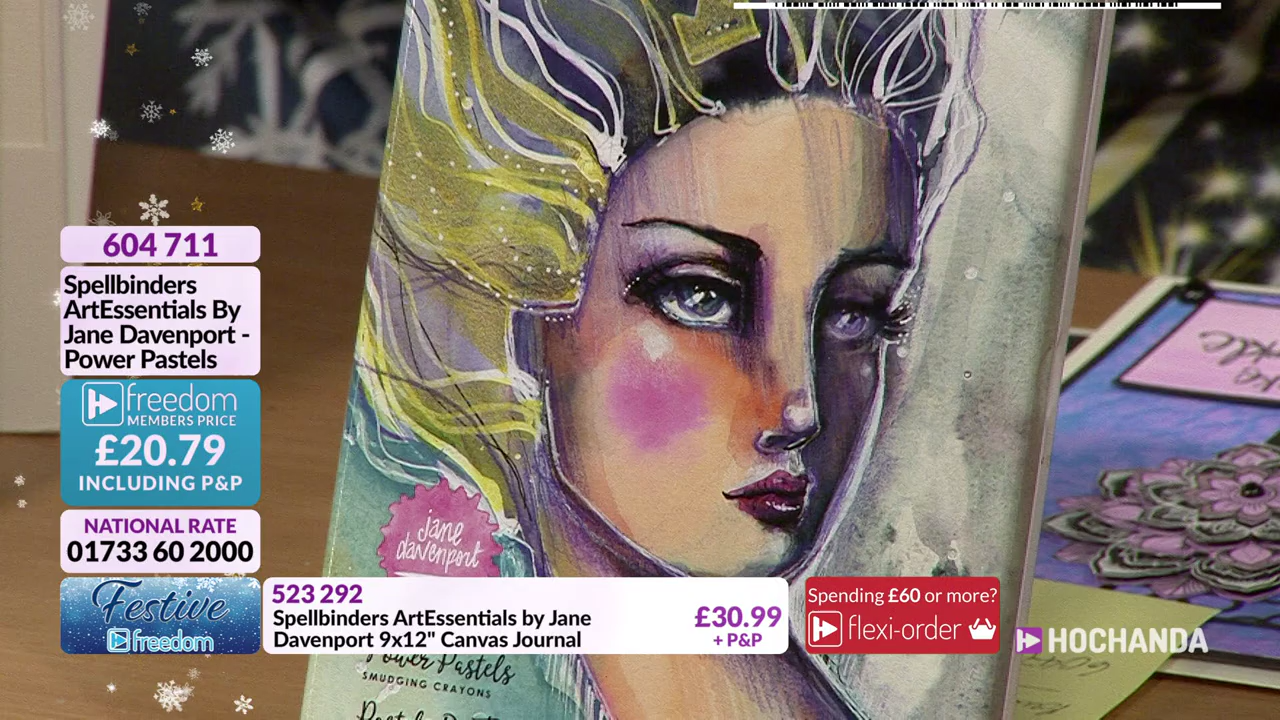 604 711
Spellbinders
ArtEssentials By
Jane Davenport -
Power Pastels
freedom
MEMBERS PRICE
£20.79
INCLUDING P&P
NATIONAL RATE
01733 60 2000
Festive
freedom
523 292
Spellbinders ArtEssentials by Jane
Davenport 9x12" Canvas Journal
£30.99
+ P&P
Spending £60 or more?
flexi-order
HOCHANDA
jane
davenport
Power Pastels
SMUDGING CRAYONS